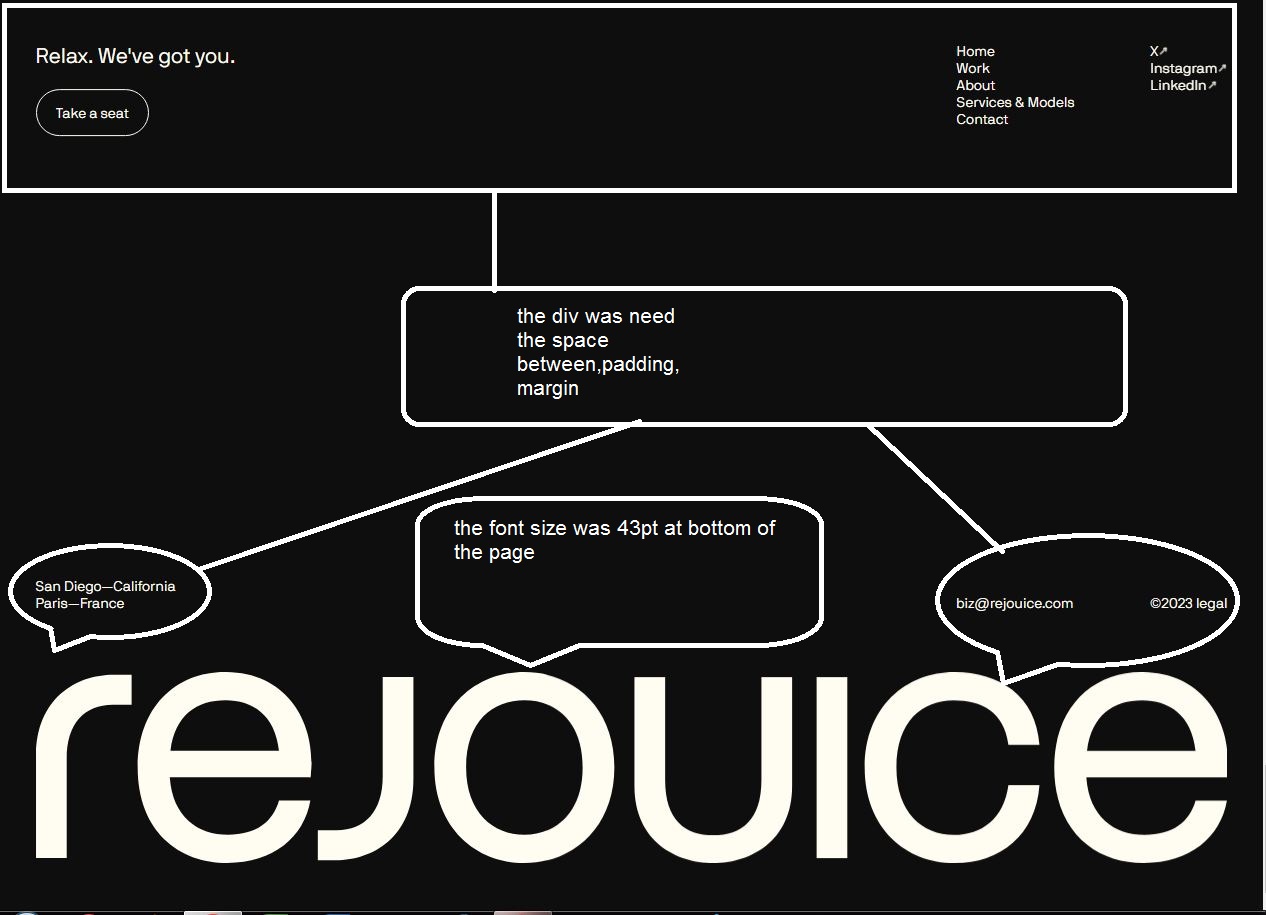 Relax. We've got you.
Take a seat
Home
Work
About
Services & Models
Contact
X↗
Instagram↗
LinkedIn↗
the div was need
the space
between,padding,
margin
the font size was 43pt at bottom of
the page
San Diego—California
Paris—France
biz@rejouice.com
©2023 legal
rejouice